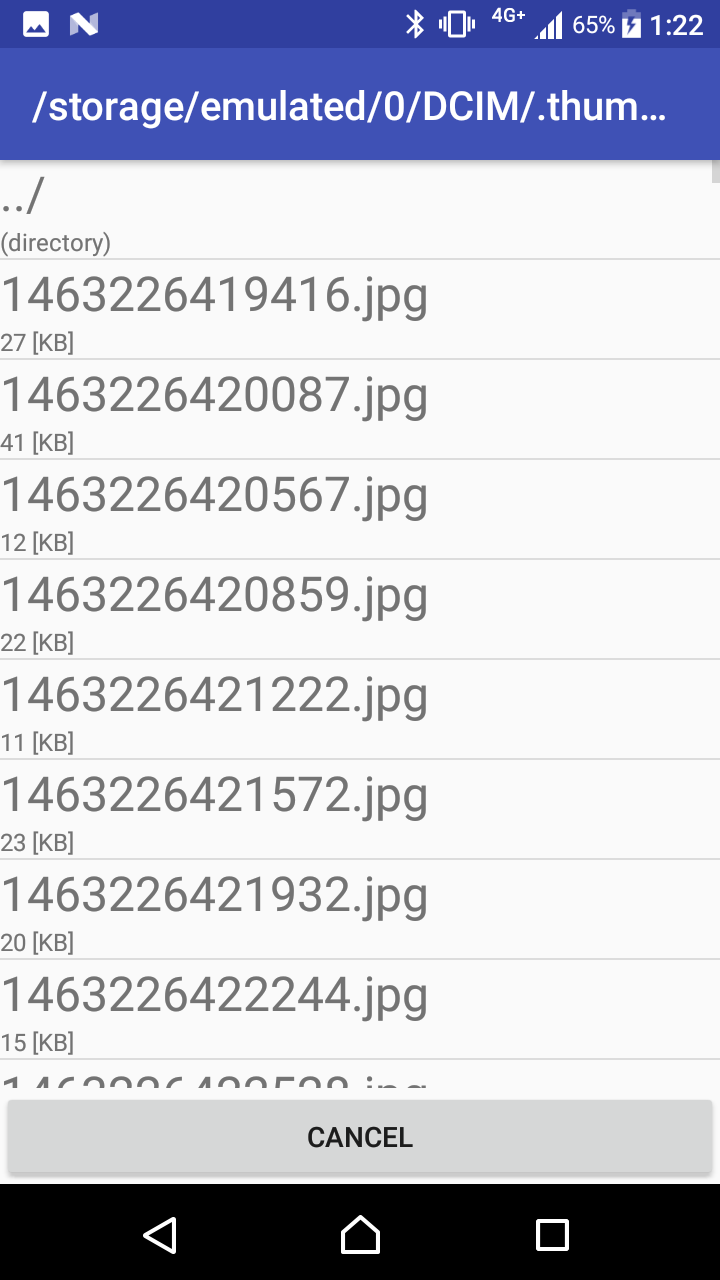 4G+ 65% 1:22
/storage/emulated/0/DCIM/.thum…
../
(directory)
1463226419416.jpg
27 [KB]
1463226420087.jpg
41 [KB]
1463226420567.jpg
12 [KB]
1463226420859.jpg
22 [KB]
1463226421222.jpg
11 [KB]
1463226421572.jpg
23 [KB]
1463226421932.jpg
20 [KB]
1463226422244.jpg
15 [KB]
CANCEL